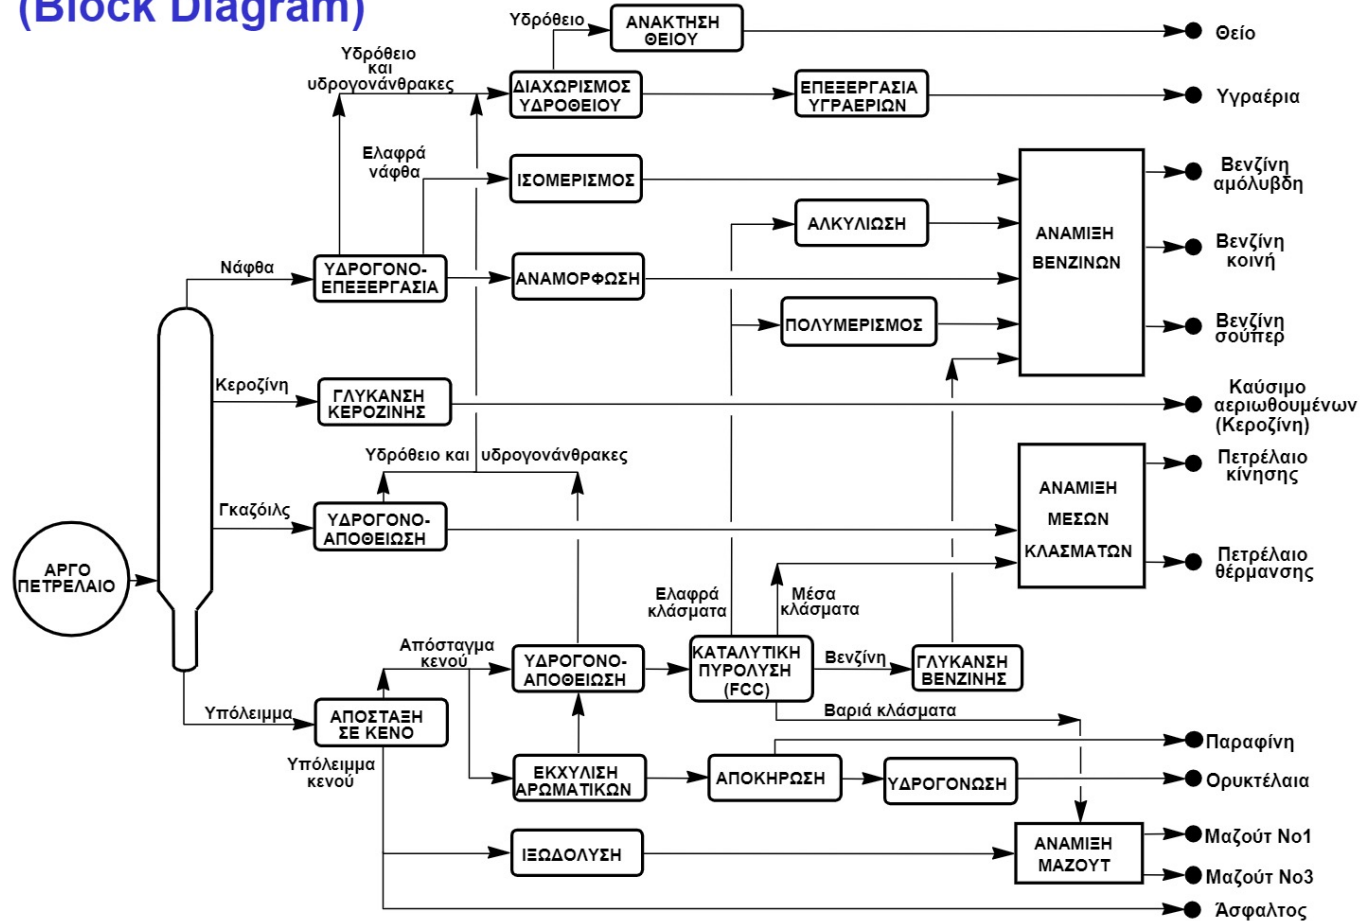 (Block Diagram)
Υδρόθειο
ΑΝΑΚΤΗΣΗ
ΘΕΙΟΥ
Θείο
Υδρόθειο
και
υδρογονάνθρακες
ΔΙΑΧΩΡΙΣΜΟΣ
ΥΔΡΟΘΕΙΟΥ
ΕΠΕΞΕΡΓΑΣΙΑ
ΥΓΡΑΕΡΙΩΝ
Υγραέρια
Ελαφρά
νάφθα
ΙΣΟΜΕΡΙΣΜΟΣ
Βενζίνη
αμόλυβδη
ΑΛΚΥΛΙΩΣΗ
ΑΝΑΜΙΞΗ
ΒΕΝΖΙΝΩΝ
Βενζίνη
κοινή
Νάφθα
ΥΔΡΟΓΟΝΟ-
ΕΠΕΞΕΡΓΑΣΙΑ
ΑΝΑΜΟΡΦΩΣΗ
ΠΟΛΥΜΕΡΙΣΜΟΣ
Βενζίνη
σούπερ
Κεροζίνη
ΓΛΥΚΑΝΣΗ
ΚΕΡΟΖΙΝΗΣ
Καύσιμο
αεριωθουμένων
(Κεροζίνη)
Υδρόθειο και υδρογονάνθρακες
Πετρέλαιο
κίνησης
Γκαζόιλς
ΥΔΡΟΓΟΝΟ-
ΑΠΟΘΕΙΩΣΗ
ΑΝΑΜΙΞΗ
ΜΕΣΩΝ
ΚΛΑΣΜΑΤΩΝ
Πετρέλαιο
θέρμανσης
ΑΡΓΟ
ΠΕΤΡΕΛΑΙΟ
Ελαφρά
κλάσματα
Μέσα
κλάσματα
Απόσταγμα
κενού
ΥΔΡΟΓΟΝΟ-
ΑΠΟΘΕΙΩΣΗ
ΚΑΤΑΛΥΤΙΚΗ
ΠΥΡΟΛΥΣΗ
(FCC)
Βενζίνη
ΓΛΥΚΑΝΣΗ
ΒΕΝΖΙΝΗΣ
Υπόλειμμα
ΑΠΟΣΤΑΞΗ
ΣΕ ΚΕΝΟ
Βαριά κλάσματα
Παραφίνη
Υπόλειμμα
κενού
ΕΚΧΥΛΙΣΗ
ΑΡΩΜΑΤΙΚΩΝ
ΑΠΟΚΗΡΩΣΗ
ΥΔΡΟΓΟΝΩΣΗ
Ορυκτέλαια
ΙΞΩΔΟΛΥΣΗ
ΑΝΑΜΙΞΗ
ΜΑΖΟΥΤ
Μαζούτ Νο1
Μαζούτ Νο3
Άσφαλτος